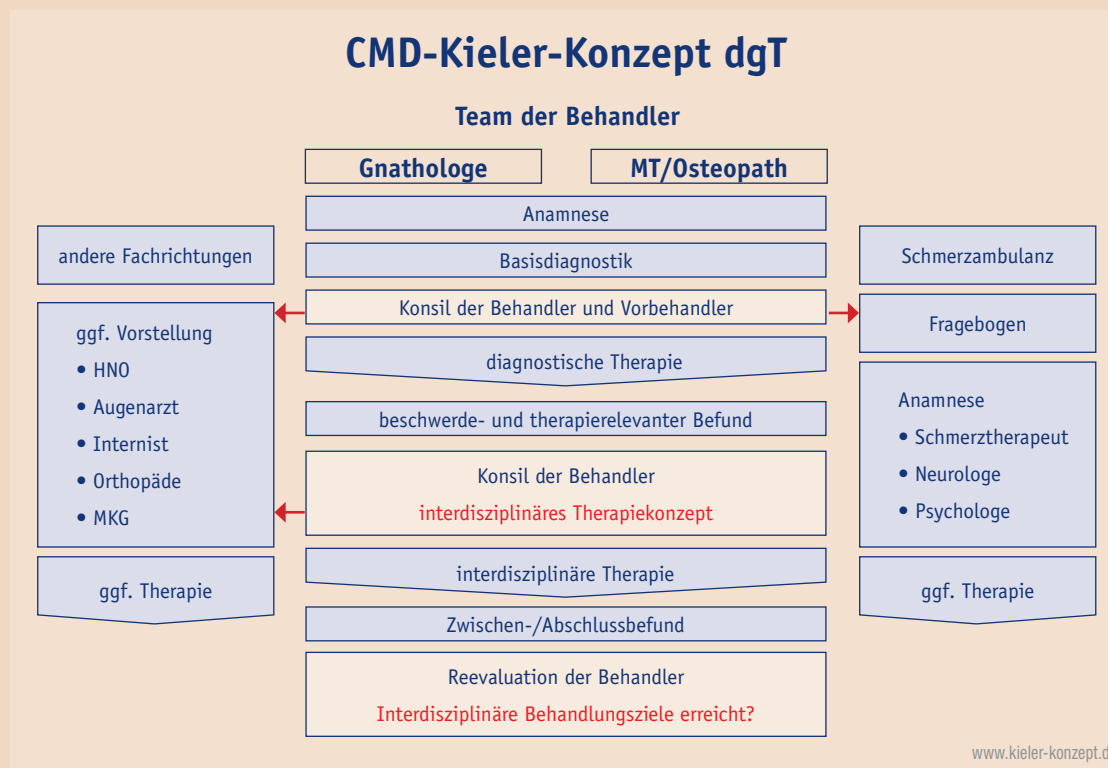 CMD-Kieler-Konzept dgT
Team der Behandler
Gnathologe
MT/Osteopath
Anamnese
Basisdiagnostik
Konsil der Behandler und Vorbehandler
diagnostische Therapie
beschwerde- und therapierelevanter Befund
Konsil der Behandler
interdisziplinäres Therapiekonzept
interdisziplinäre Therapie
Zwischen-/Abschlussbefund
Reevaluation der Behandler
Interdisziplinäre Behandlungsziele erreicht?
andere Fachrichtungen
ggf. Vorstellung
• HNO
• Augenarzt
• Internist
• Orthopäde
• MKG
ggf. Therapie
Schmerzambulanz
Fragebogen
Anamnese
• Schmerztherapeut
• Neurologe
• Psychologe
ggf. Therapie
www.kieler-konzept.d